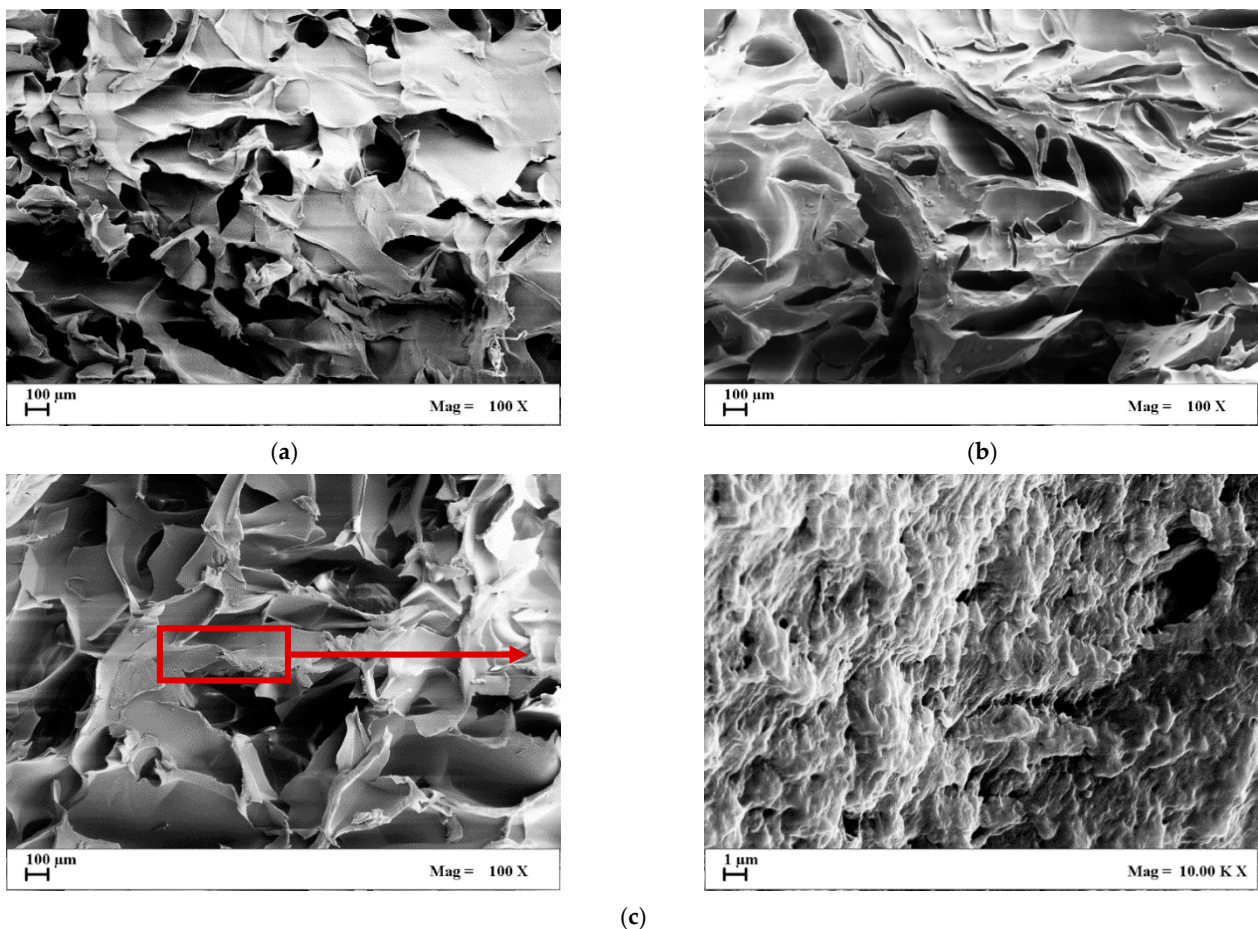 100 µm
Mag = 100 X
100 µm
Mag = 100 X
(a)
(b)
100 µm
Mag = 100 X
1 µm
Mag = 10.00 K X
(c)